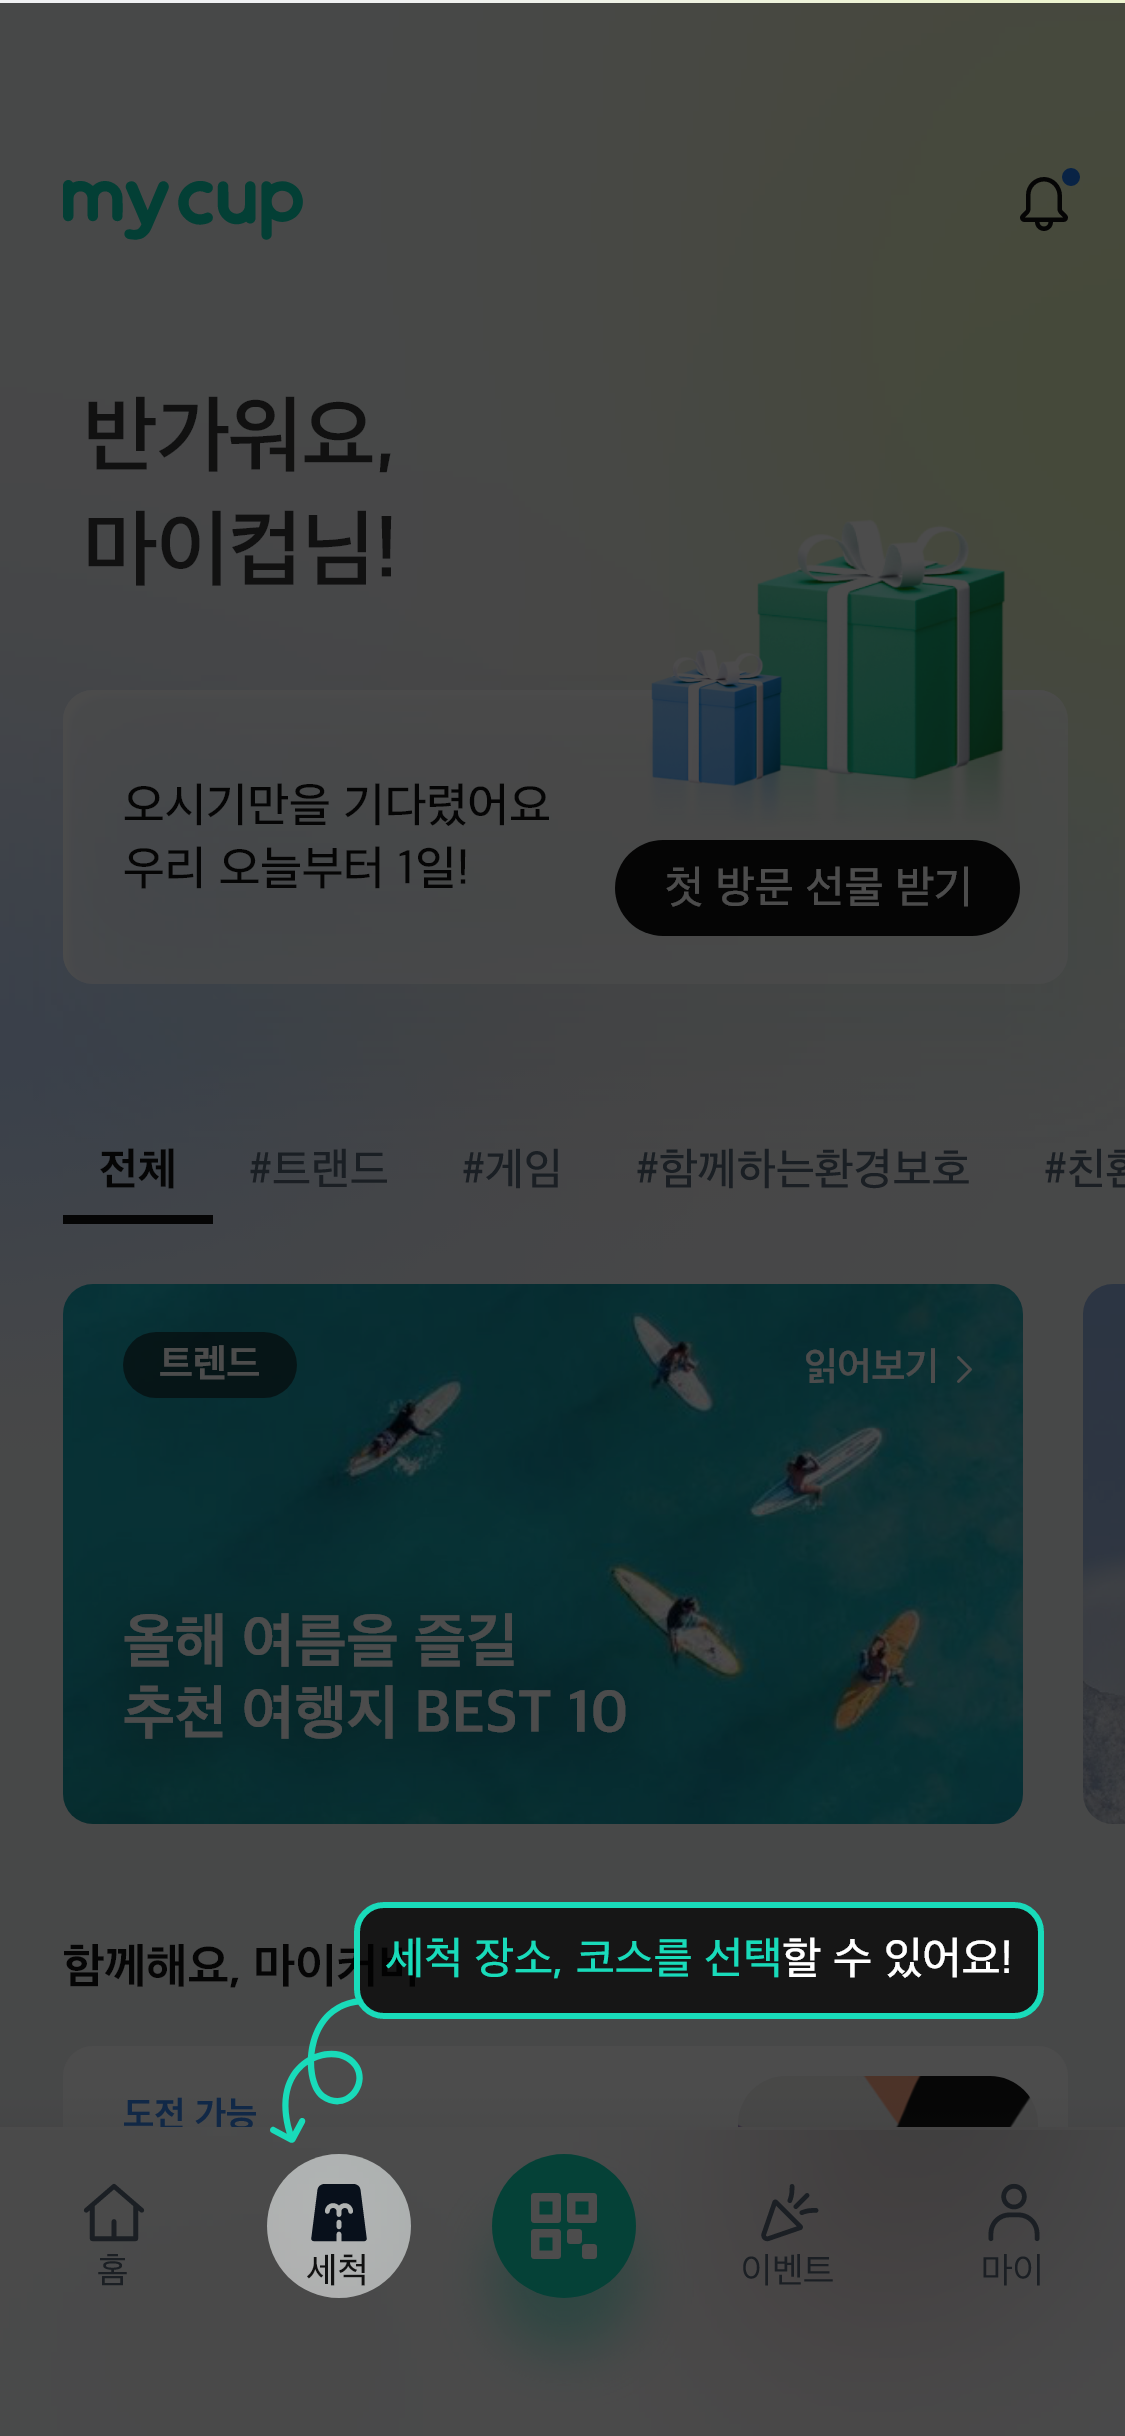 my cup
반가워요,
마이컵님!
오시기만을 기다렸어요
우리 오늘부터 1일!
첫 방문 선물 받기
전체 #트랜드 #게임 #함께하는환경보호 #친환
트렌드
읽어보기
올해 여름을 즐길
추천 여행지 BEST 10
함께해요, 마이커버
세척 장소, 코스를 선택할 수 있어요!
도전 가능
홈 세척 이벤트 마이